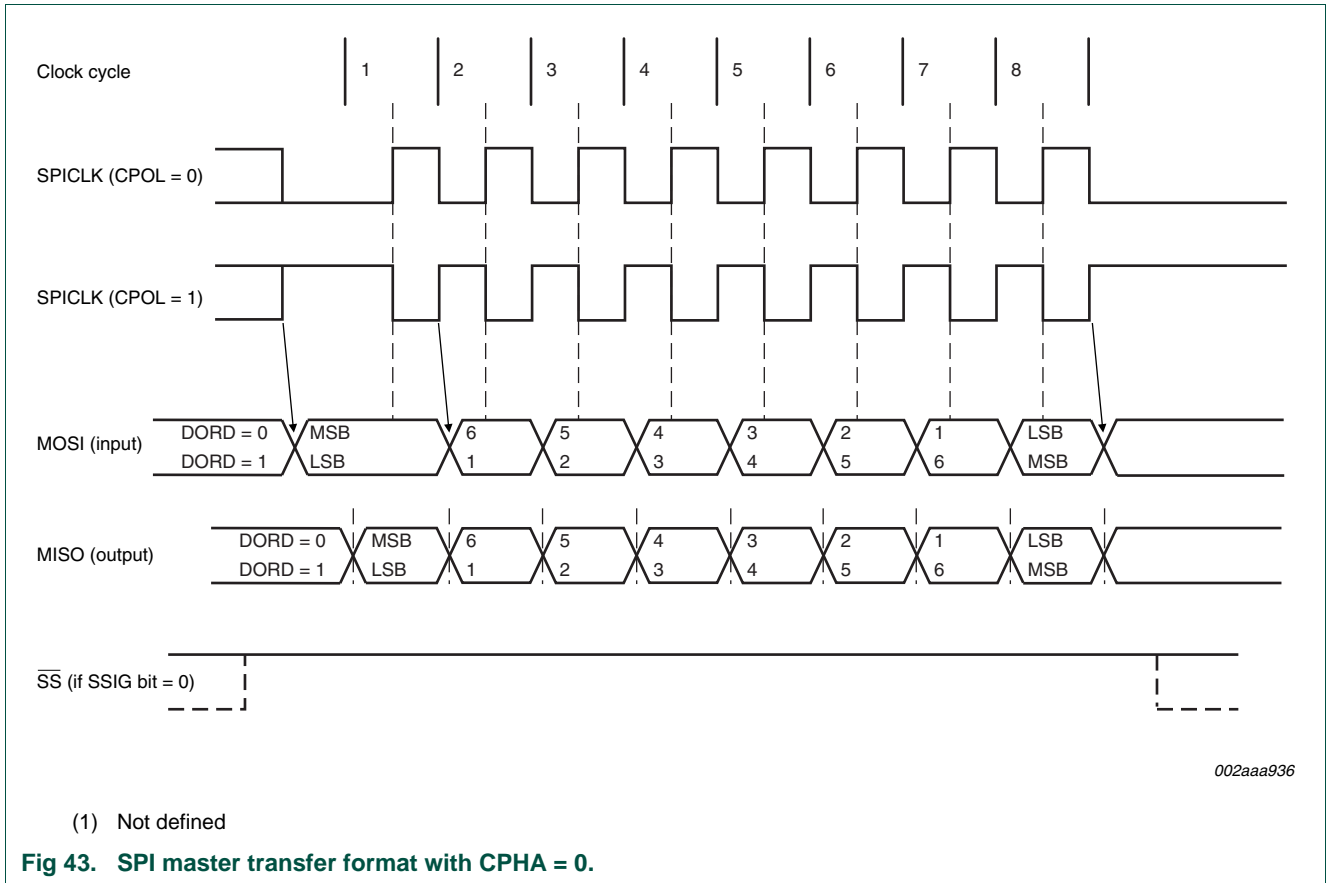 Clock cycle 1 2 3 4 5 6 7 8
SPICLK (CPOL = 0)
SPICLK (CPOL = 1)
MOSI (input) DORD = 0 MSB 6 5 4 3 2 1 LSB
DORD = 1 LSB 1 2 3 4 5 6 MSB
MISO (output) DORD = 0 MSB 6 5 4 3 2 1 LSB
DORD = 1 LSB 1 2 3 4 5 6 MSB
S̅S̅ (if SSIG bit = 0)
002aaa936
(1) Not defined
Fig 43. SPI master transfer format with CPHA = 0.